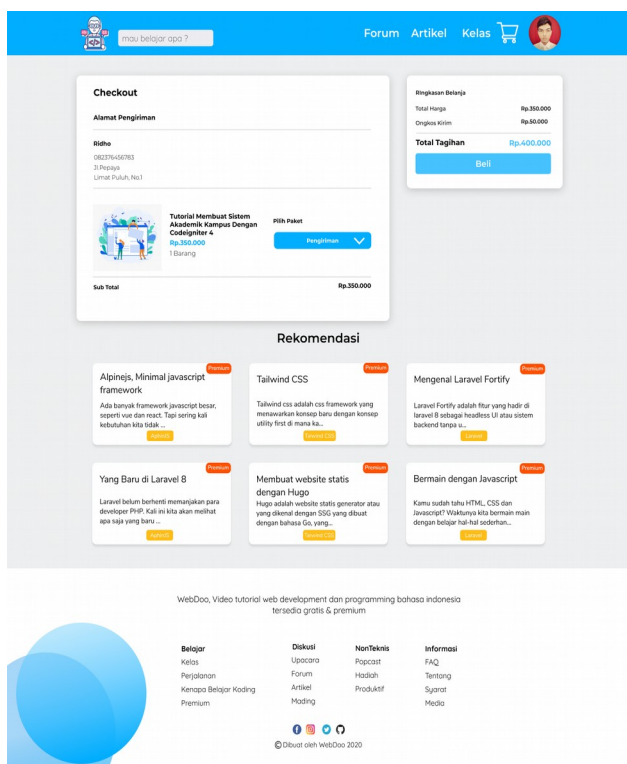 mau belajar apa ?
Forum Artikel Kelas
Checkout
Alamat Pengiriman
Ridho
082376456783
Jl Pepaya
Limat Puluh, No.1
Tutorial Membuat Sistem
Akademik Kampus Dengan
Codeigniter 4
Rp.350.000
1 Barang
Pilih Paket
Pengiriman
Sub Total
Rp.350.000
Ringkasan Belanja
Total Harga
Rp.350.000
Ongkos Kirim
Rp.50.000
Total Tagihan
Rp.400.000
Beli
Rekomendasi
Premium
Alpinejs, Minimal javascript
framework
Ada banyak framework javascript besar,
seperti vue dan react. Tapi sering kali
kebutuhan kita tidak ...
Premium
Tailwind CSS
Tailwind css adalah css framework yang
menawarkan konsep baru dengan konsep
utility first di mana ka...
Tailwind CSS
Premium
Mengenal Laravel Fortify
Laravel Fortify adalah fitur yang hadir di
laravel 8 sebagai headless UI atau sistem
backend tanpa u...
Laravel
Premium
Yang Baru di Laravel 8
Laravel belum berhenti memanjakan para
developer PHP. Kali ini kita akan melihat
apa saja yang baru ...
Premium
Membuat website statis
dengan Hugo
Hugo adalah website statis generator atau
yang dikenal dengan SSG yang dibuat
dengan bahasa Go, yang...
Tailwind CSS
Premium
Bermain dengan Javascript
Kamu sudah tahu HTML, CSS dan
Javascript? Waktunya kita bermain main
dengan belajar hal-hal sederhan...
Laravel
WebDoo, Video tutorial web development dan programming bahasa indonesia
tersedia gratis & premium
Belajar
Kelas
Perjalanan
Kenapa Belajar Koding
Premium
Diskusi
Upacara
Forum
Artikel
Mading
NonTeknis
Popcast
Hadiah
Produktif
Informasi
FAQ
Tentang
Syarat
Media
© Dibuat oleh WebDoo 2020